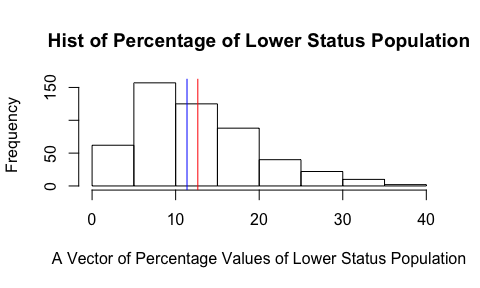 Hist of Percentage of Lower Status Population
Frequency
150
50
0
0 10 20 30 40
A Vector of Percentage Values of Lower Status Population